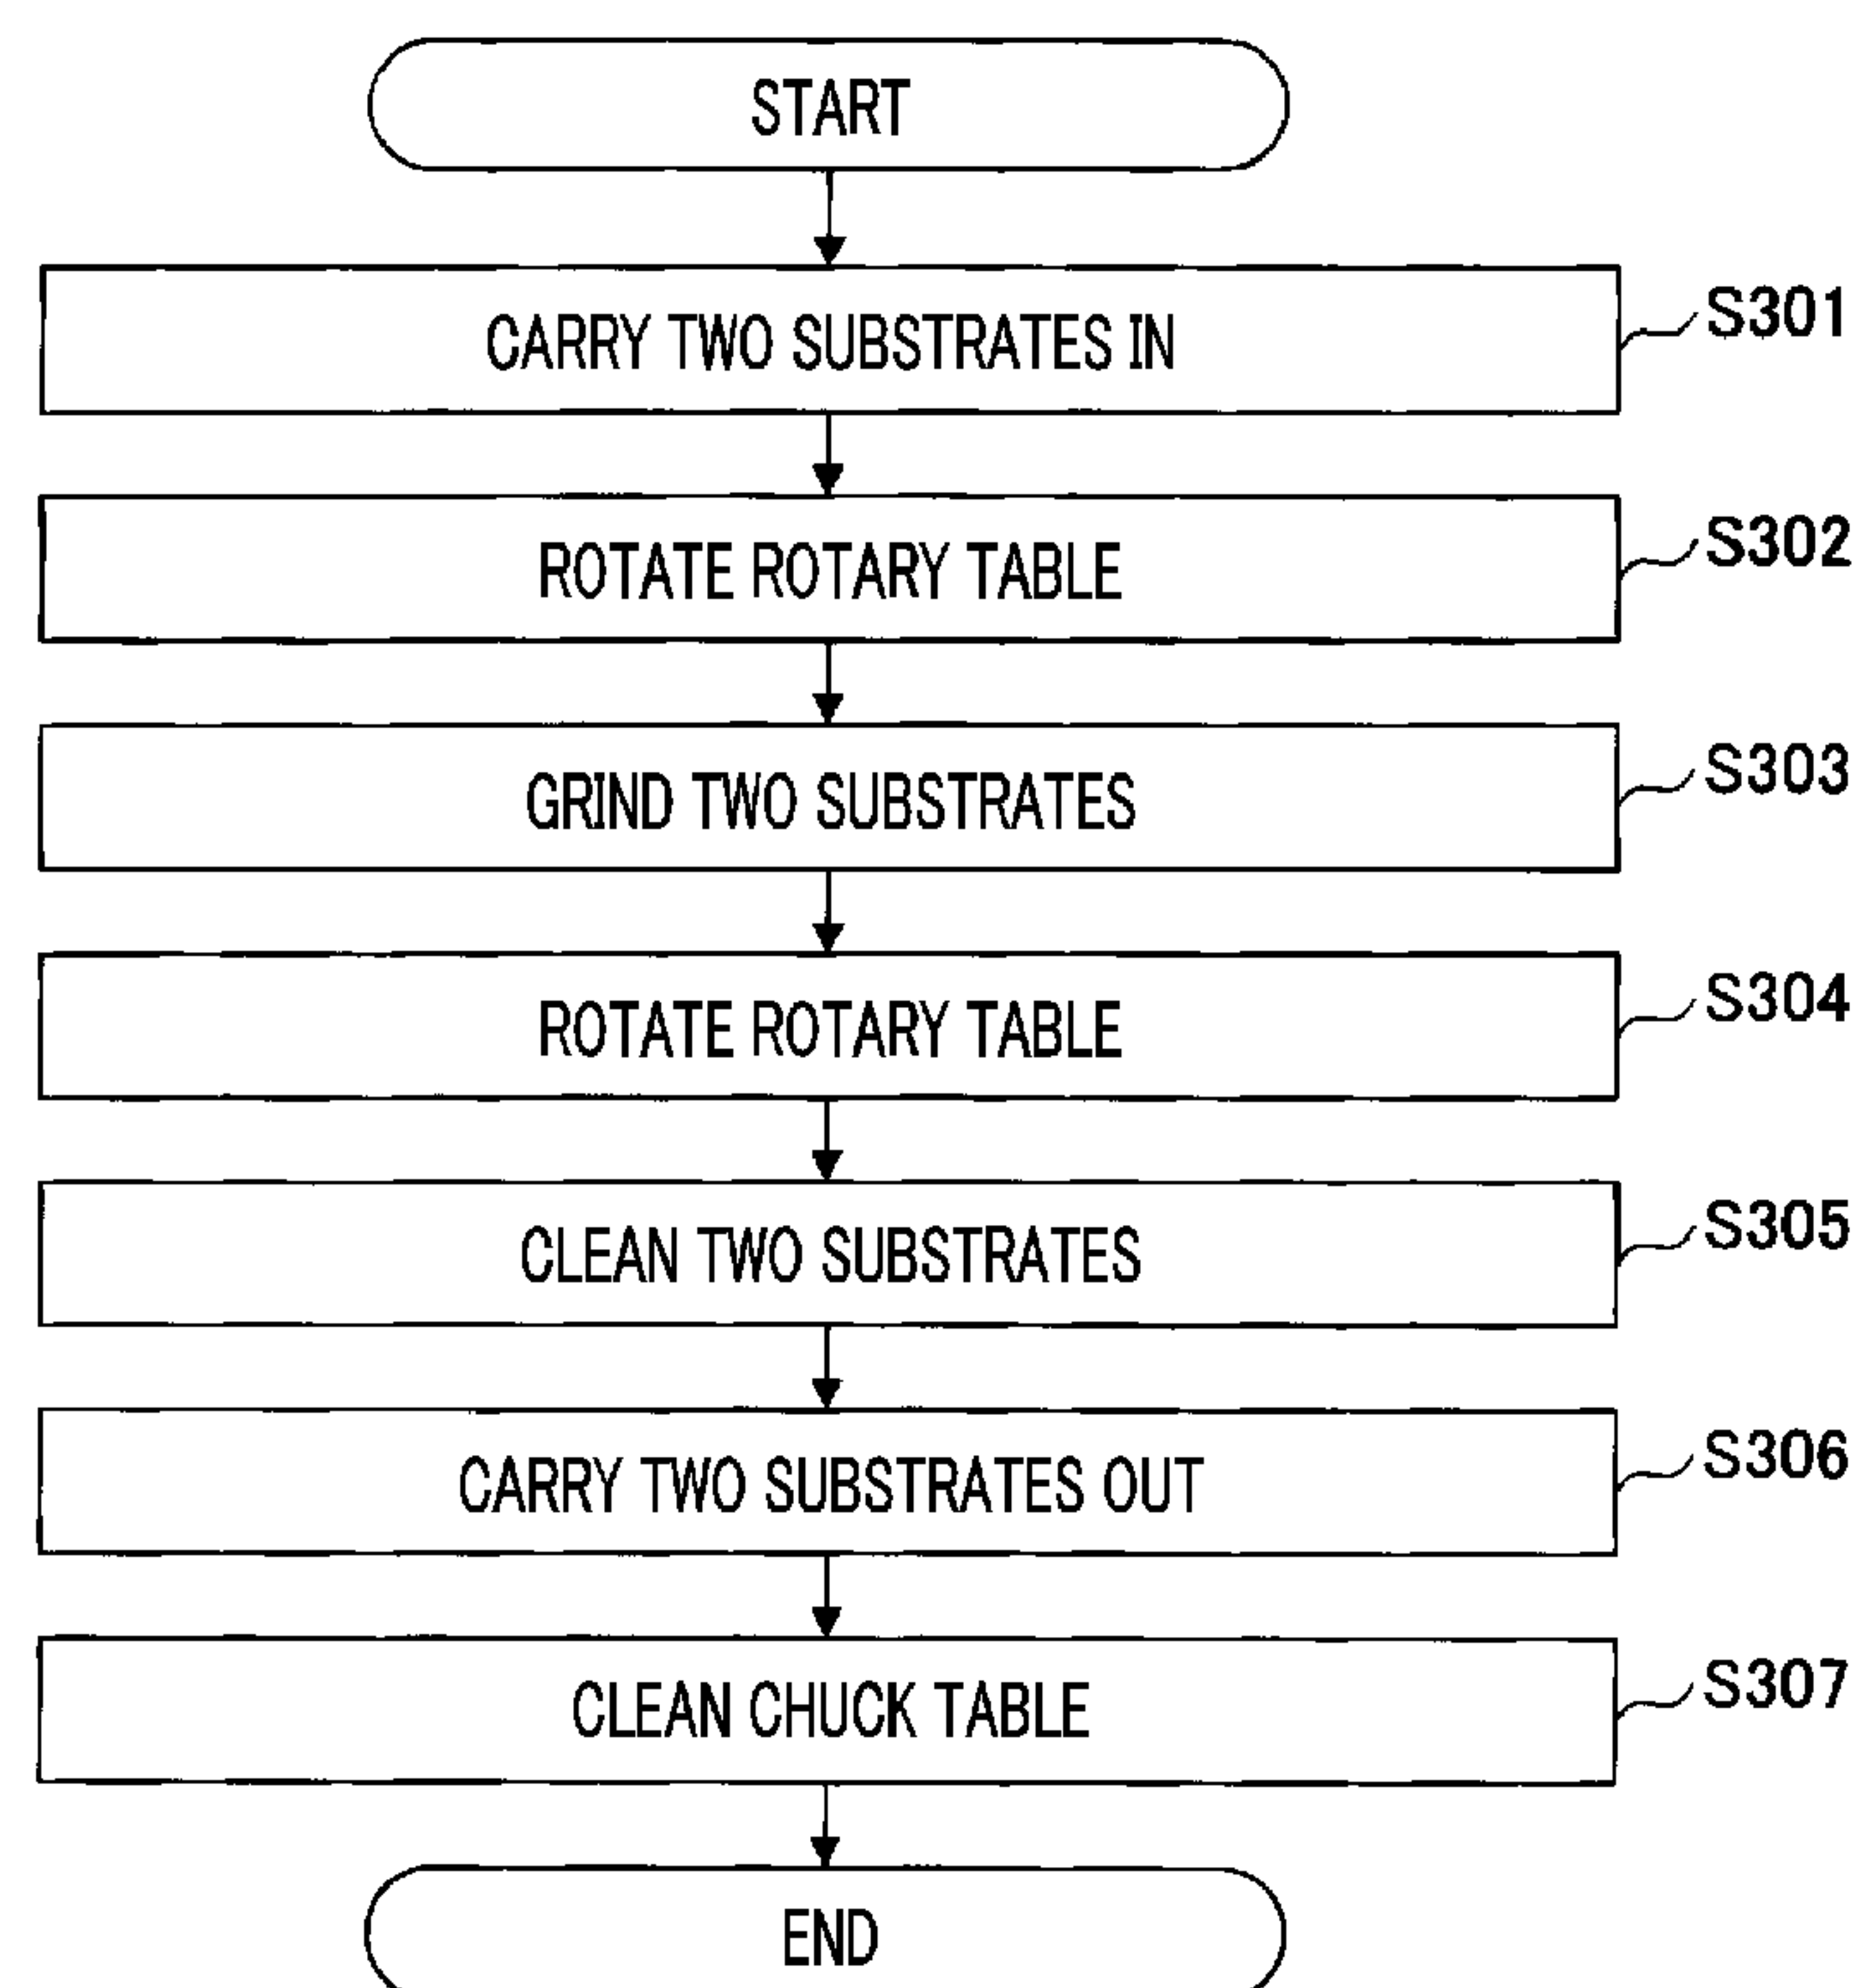 START
CARRY TWO SUBSTRATES IN
S301
ROTATE ROTARY TABLE
S302
GRIND TWO SUBSTRATES
S303
ROTATE ROTARY TABLE
S304
CLEAN TWO SUBSTRATES
S305
CARRY TWO SUBSTRATES OUT
S306
CLEAN CHUCK TABLE
S307
END